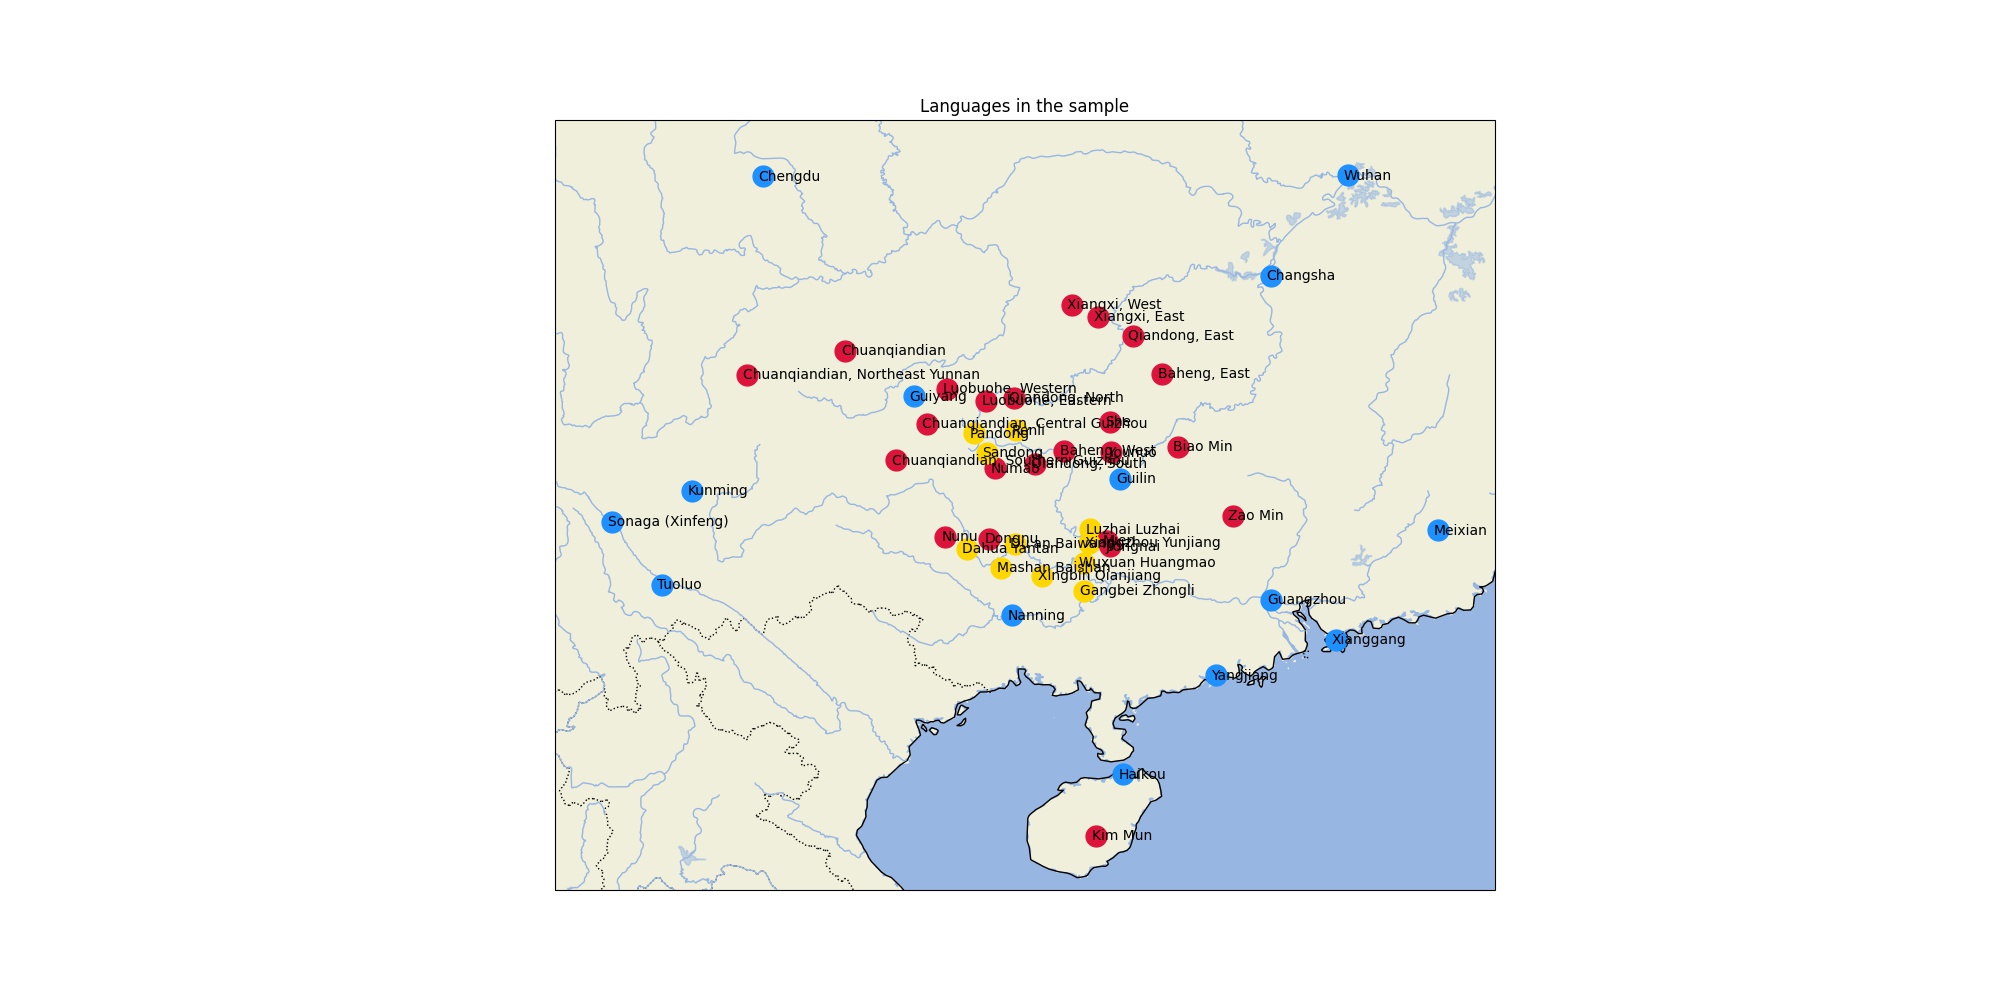 Languages in the sample
Chengdu
Wuhan
Changsha
Xiangxi, West
Xiangxi, East
Qiandong, East
Chuanqiandian
Chuanqiandian, Northeast Yunnan
Baheng, East
Luobuohe, Western
Guiyang
Qiandong, North
Luobuohe, Eastern
Chuanqiandian, Central Guizhou
She
Renli
Pandong
Biao Min
Baheng, West
Younuo
Sandong
Chuanqiandian, Southern Guizhou
Qiandong, South
Numao
Guilin
Kunming
Zao Min
Sonaga (Xinfeng)
Luzhai Luzhai
Meixian
Nunu
Dongnu
Du'an Baiwang
Xiangzhou Yunjiang
Jiongnai
Dahua Yantan
Wuxuan Huangmao
Mashan Baishan
Xingbin Qianjiang
Tuoluo
Gangbei Zhongli
Guangzhou
Nanning
Xianggang
Yangjiang
Haikou
Kim Mun